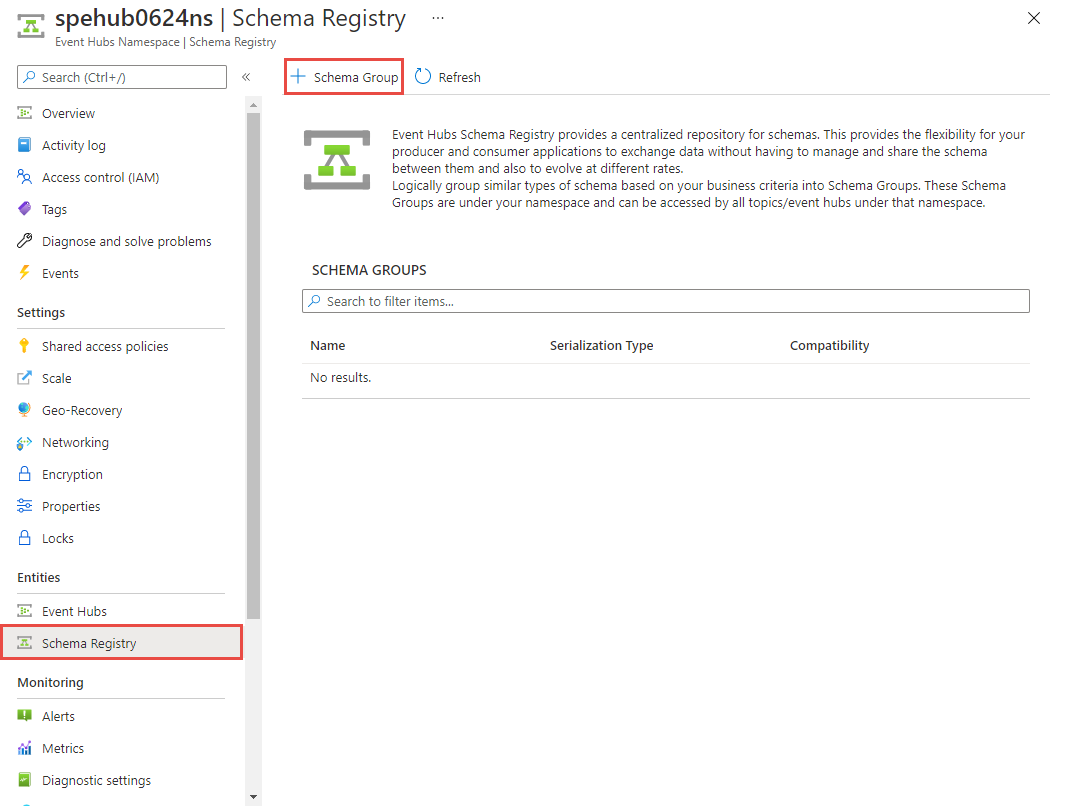 spehub0624ns | Schema Registry ...
Event Hubs Namespace | Schema Registry
Search (Ctrl+/)
«
Overview
Activity log
Access control (IAM)
Tags
Diagnose and solve problems
Events
Settings
Shared access policies
Scale
Geo-Recovery
Networking
Encryption
Properties
Locks
Entities
Event Hubs
Schema Registry
Monitoring
Alerts
Metrics
Diagnostic settings
Schema Group
Refresh
Event Hubs Schema Registry provides a centralized repository for schemas. This provides the flexibility for your
producer and consumer applications to exchange data without having to manage and share the schema
between them and also to evolve at different rates.
Logically group similar types of schema based on your business criteria into Schema Groups. These Schema
Groups are under your namespace and can be accessed by all topics/event hubs under that namespace.
SCHEMA GROUPS
Search to filter items...
Name Serialization Type Compatibility
No results.